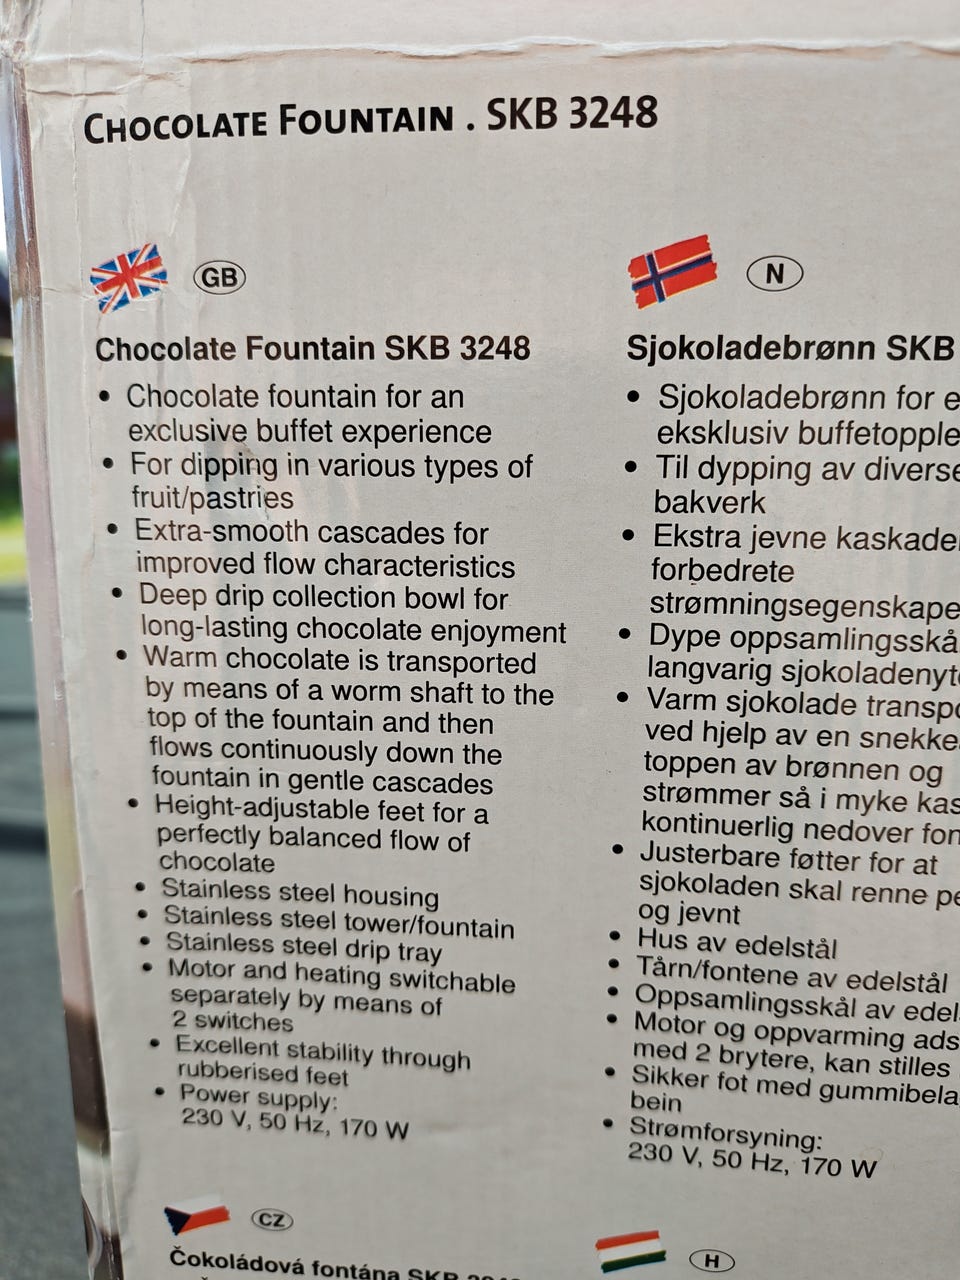 CHOCOLATE FOUNTAIN . SKB 3248
GB
Chocolate Fountain SKB 3248
• Chocolate fountain for an
exclusive buffet experience
• For dipping in various types of
fruit/pastries
• Extra-smooth cascades for
improved flow characteristics
• Deep drip collection bowl for
long-lasting chocolate enjoyment
• Warm chocolate is transported
by means of a worm shaft to the
top of the fountain and then
flows continuously down the
fountain in gentle cascades
• Height-adjustable feet for a
perfectly balanced flow of
chocolate
• Stainless steel housing
• Stainless steel tower/fountain
• Stainless steel drip tray
• Motor and heating switchable
separately by means of
2 switches
• Excellent stability through
rubberised feet
• Power supply:
230 V, 50 Hz, 170 W
N
Sjokoladebrønn SKB
• Sjokoladebrønn for
eksklusiv
• Til dypping av
bakverk
• Ekstra jevne
forbedrete
• Dype
langvarig
• Varm sjokolade
ved hjelp av en
toppen av brønnen og
strømmer så i myke
kontinuerlig nedover
• Justerbare føtter for at
sjokoladen skal renne
og jevnt
• Hus av edelstål
• Tårn/fontene av edelstål
• Oppsamlingsskål av
• Motor og oppvarming
med 2 brytere, kan stilles
• Sikker fot med
bein
• Strømforsyning:
230 V, 50 Hz, 170 W
CZ
Čokoládová fontána SKB
H